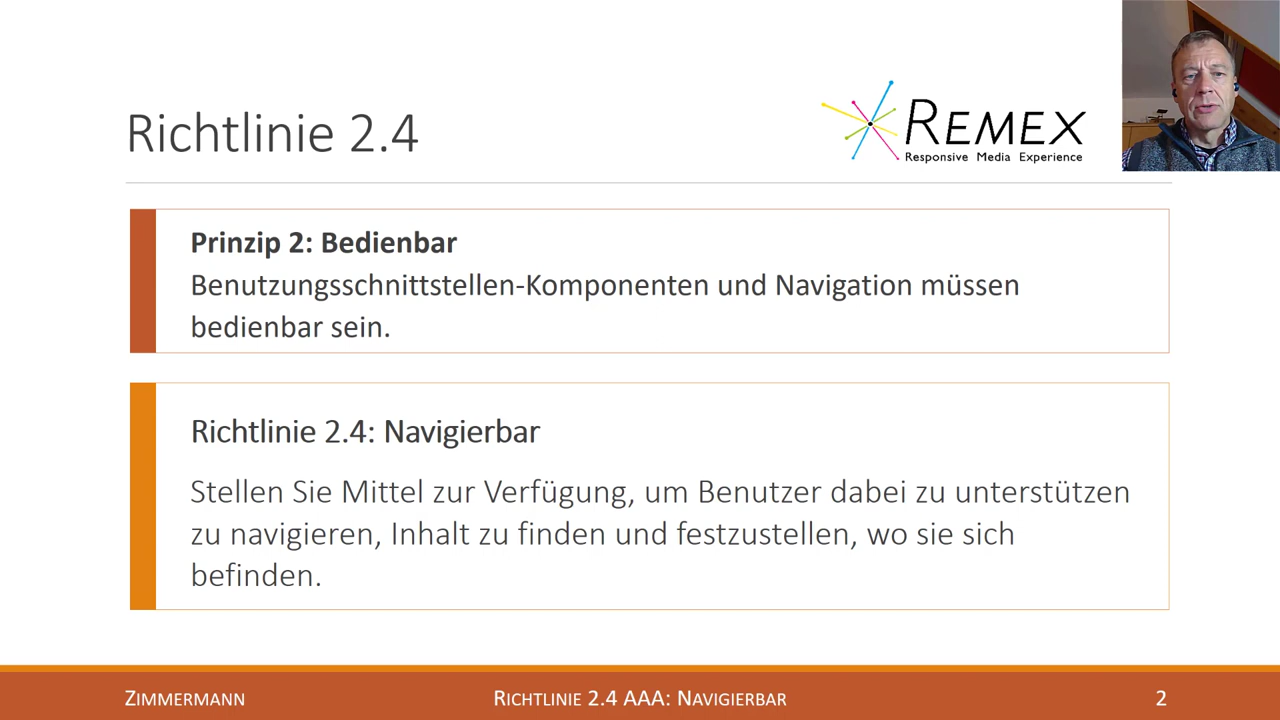 Richtlinie 2.4
REMEX
Responsive Media Experience
Prinzip 2: Bedienbar
Benutzungsschnittstellen-Komponenten und Navigation müssen
bedienbar sein.
Richtlinie 2.4: Navigierbar
Stellen Sie Mittel zur Verfügung, um Benutzer dabei zu unterstützen
zu navigieren, Inhalt zu finden und festzustellen, wo sie sich
befinden.
ZIMMERMANN
RICHTLINIE 2.4 AAA: NAVIGIERBAR
2